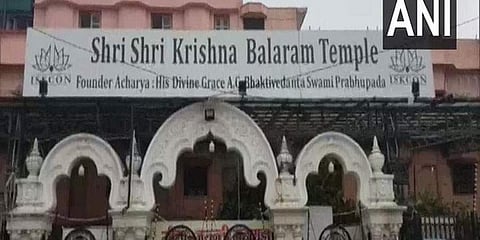 ANI
Shri Shri Krishna Balaram Temple
ISKCON
Founder Acharya : His Divine Grace A.C. Bhaktivedanta Swami Prabhupada
ISKCON